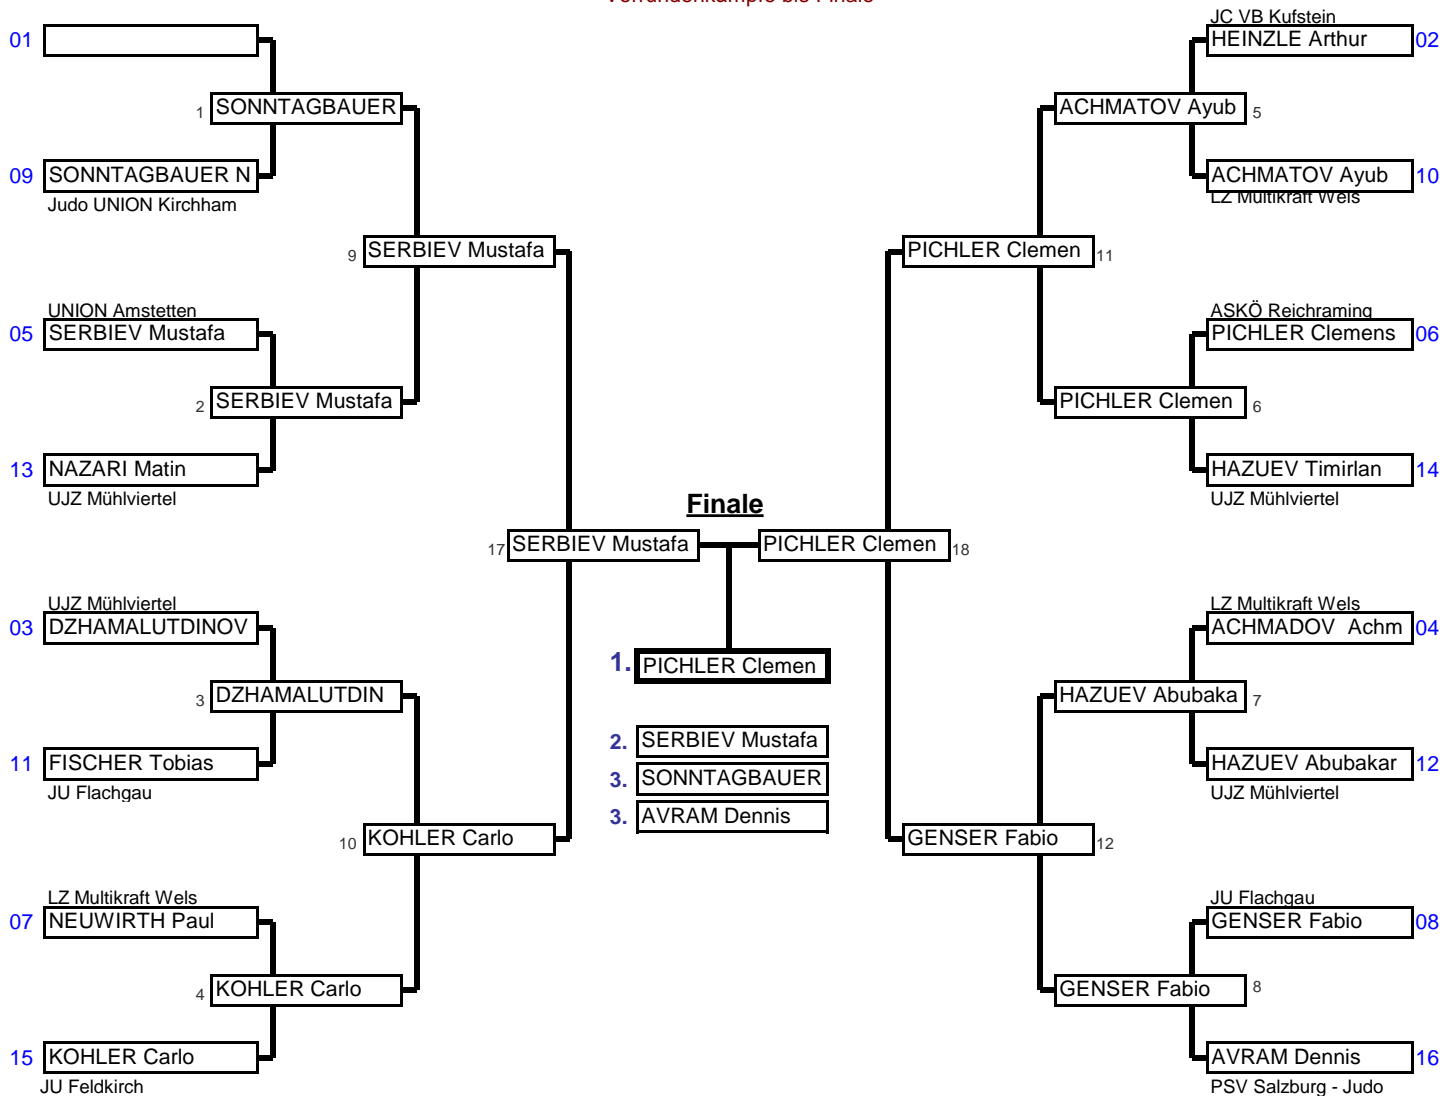 Vorrundenkämpfe bis Finale
JC VB Kufstein
01
HEINZLE Arthur 02
1 SONNTAGBAUER
ACHMATOV Ayub 5
09 SONNTAGBAUER N
Judo UNION Kirchham
ACHMATOV Ayub 10
LZ Multikraft Wels
9 SERBIEV Mustafa
PICHLER Clemen 11
UNION Amstetten
05 SERBIEV Mustafa
ASKÖ Reichraming
PICHLER Clemens 06
2 SERBIEV Mustafa
PICHLER Clemen 6
13 NAZARI Matin
UJZ Mühlviertel
HAZUEV Timirlan 14
UJZ Mühlviertel
Finale
17 SERBIEV Mustafa
PICHLER Clemen 18
UJZ Mühlviertel
03 DZHAMALUTDINOV
LZ Multikraft Wels
ACHMADOV Achm 04
1. PICHLER Clemen
3 DZHAMALUTDIN
HAZUEV Abubaka 7
2. SERBIEV Mustafa
11 FISCHER Tobias
JU Flachgau
3. SONNTAGBAUER
HAZUEV Abubakar 12
UJZ Mühlviertel
3. AVRAM Dennis
10 KOHLER Carlo
GENSER Fabio 12
LZ Multikraft Wels
07 NEUWIRTH Paul
JU Flachgau
GENSER Fabio 08
4 KOHLER Carlo
GENSER Fabio 8
15 KOHLER Carlo
JU Feldkirch
AVRAM Dennis 16
PSV Salzburg - Judo